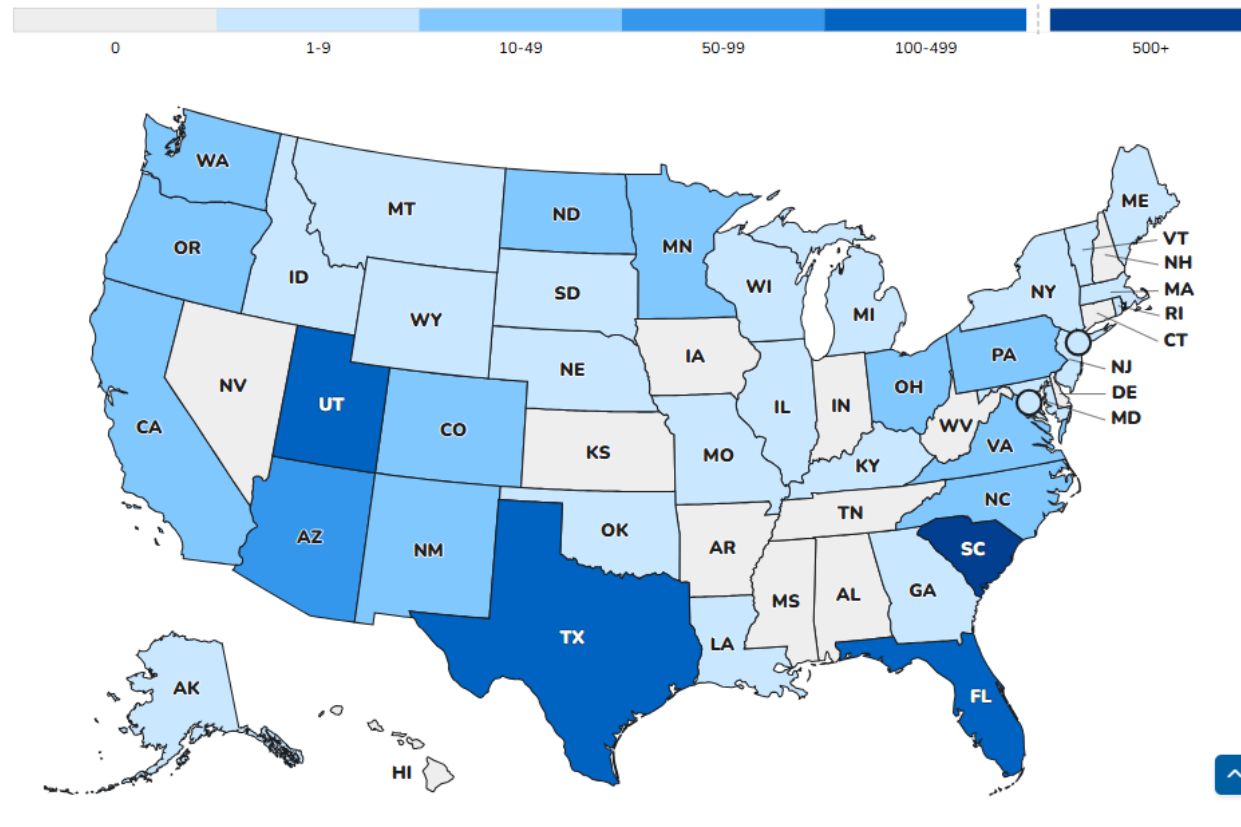 0 1-9 10-49 50-99 100-499 500+
WA
MT
ND
MN
ME
OR
ID
SD
WI
VT
NH
WY
MI
NY
MA
RI
CT
NV
UT
CO
NE
IA
PA
NJ
CA
IL
IN
OH
DE
MD
KS
MO
WV
VA
KY
AZ
NM
OK
AR
TN
NC
SC
TX
LA
MS
AL
GA
FL
AK
HI